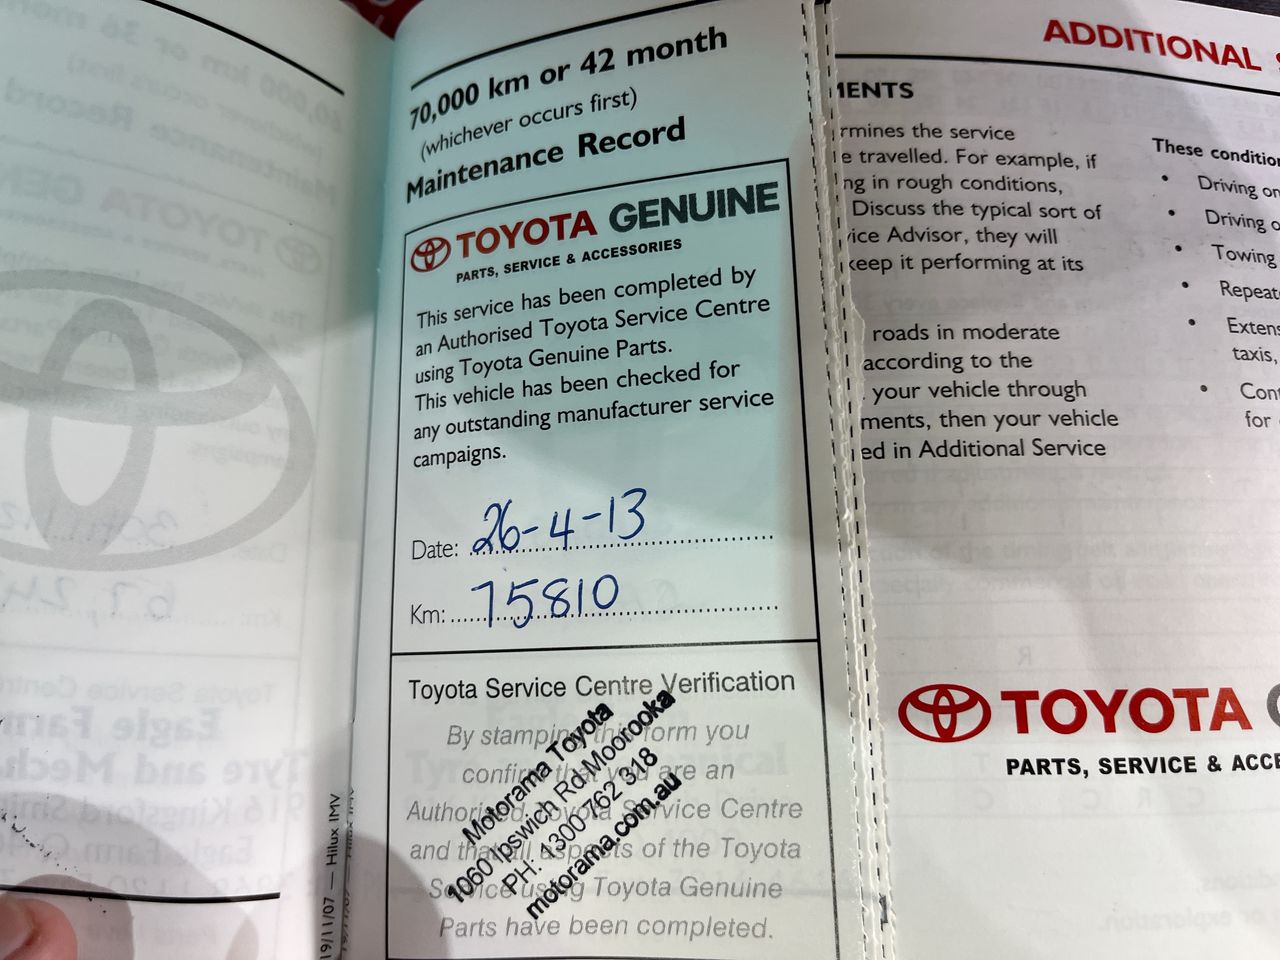 70,000 km or 42 month
(whichever occurs first)
Maintenance Record
TOYOTA GENUINE
PARTS, SERVICE & ACCESSORIES
This service has been completed by
an Authorised Toyota Service Centre
using Toyota Genuine Parts.
This vehicle has been checked for
any outstanding manufacturer service
campaigns.
Date: 26-4-13
Km: 75810
Toyota Service Centre Verification
By stamping this form you
confirm that you are an
Authorised Toyota Service Centre
and that all aspects of the Toyota
Service using Toyota Genuine
Parts have been completed.
Motorama Toyota
1060 Ipswich Rd Moorooka
PH: 1300 762 318
motorama.com.au
19/11/07 — Hilux IMV
ADDITIONAL
MENTS
rmines the service
e travelled. For example, if
ng in rough conditions,
Discuss the typical sort of
vice Advisor, they will
keep it performing at its
roads in moderate
according to the
your vehicle through
ments, then your vehicle
ed in Additional Service
These condition
• Driving on
• Driving o
• Towing
• Repeat
• Extens
taxis,
• Con
for
TOYOTA G
PARTS, SERVICE & ACCE